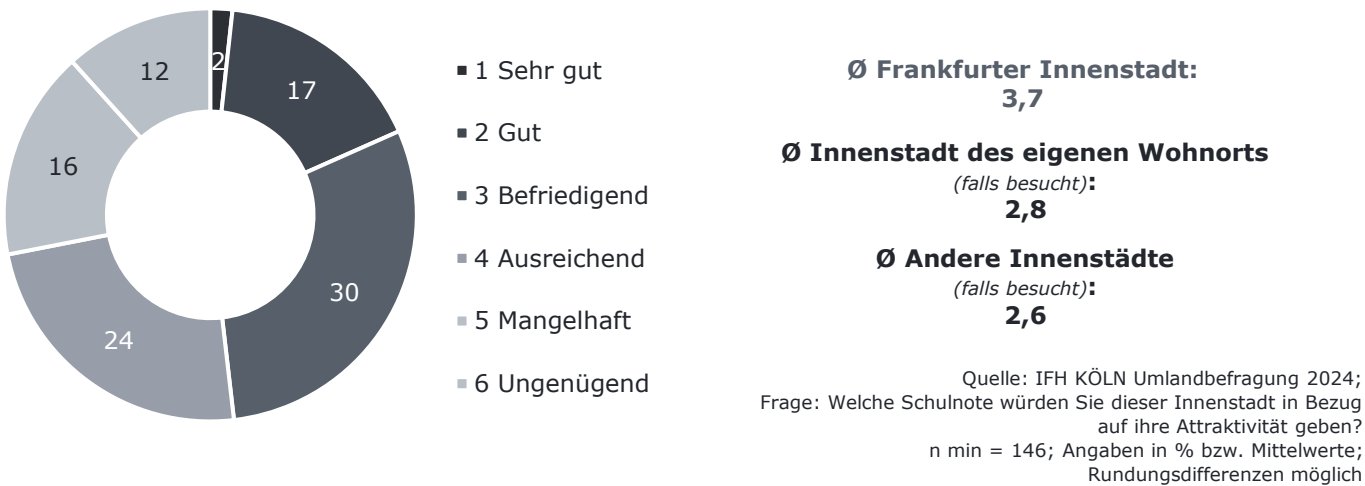 2
17
30
24
16
12
1 Sehr gut
2 Gut
3 Befriedigend
4 Ausreichend
5 Mangelhaft
6 Ungenügend
Ø Frankfurter Innenstadt:
3,7
Ø Innenstadt des eigenen Wohnorts
(falls besucht):
2,8
Ø Andere Innenstädte
(falls besucht):
2,6
Quelle: IFH KÖLN Umlandbefragung 2024;
Frage: Welche Schulnote würden Sie dieser Innenstadt in Bezug
auf ihre Attraktivität geben?
n min = 146; Angaben in % bzw. Mittelwerte;
Rundungsdifferenzen möglich